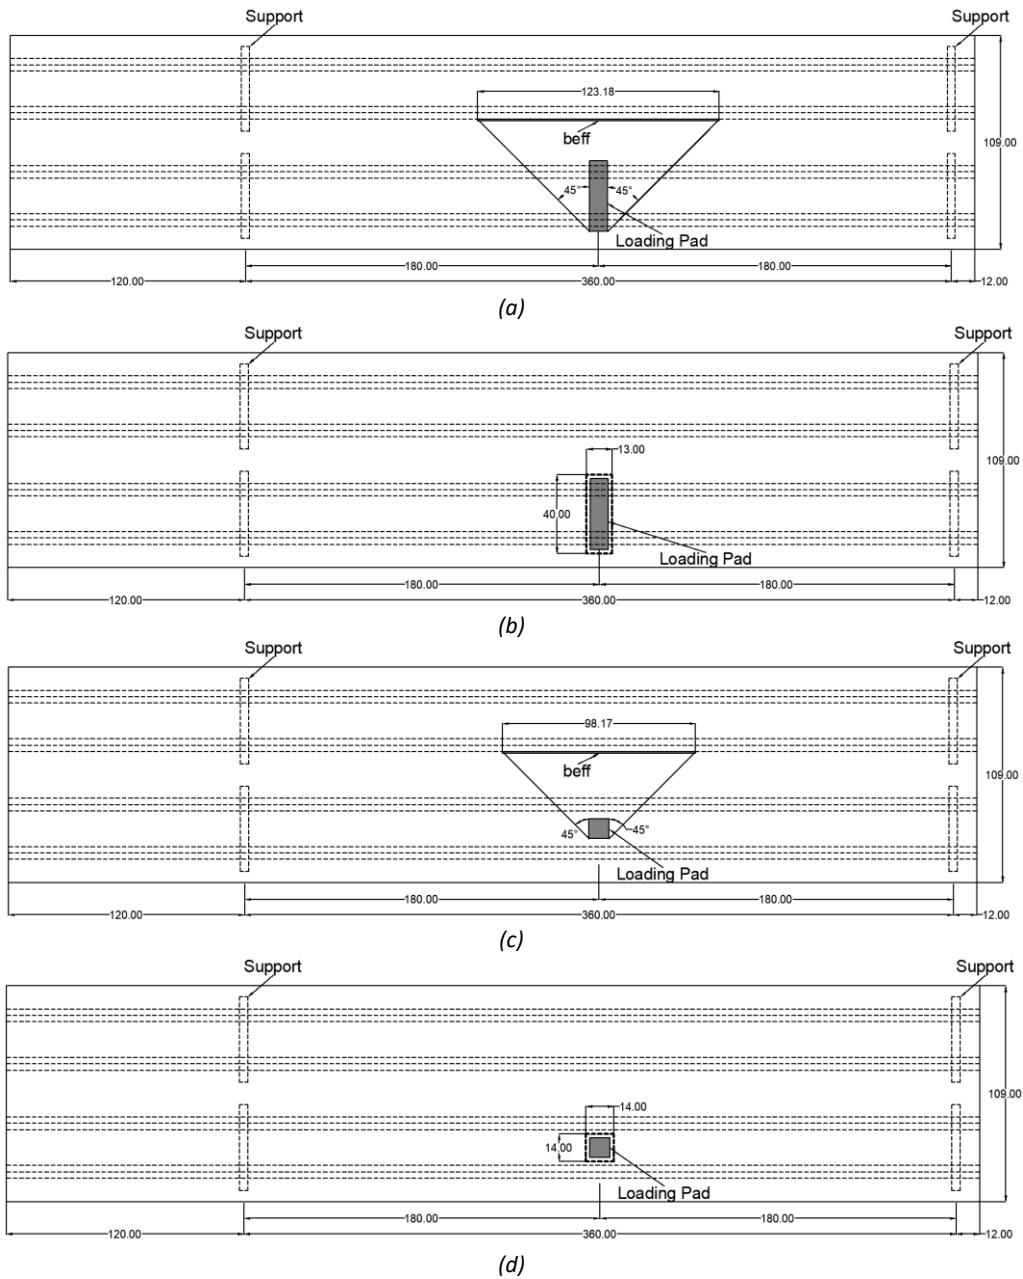 Support
Support
123.18
beff
109.00
45°
45°
Loading Pad
180.00
180.00
120.00
360.00
12.00
(a)
Support
Support
13.00
109.00
40.00
Loading Pad
180.00
180.00
120.00
360.00
12.00
(b)
Support
Support
98.17
beff
109.00
45°
45°
Loading Pad
180.00
180.00
120.00
360.00
12.00
(c)
Support
Support
109.00
14.00
14.00
Loading Pad
180.00
180.00
120.00
360.00
12.00
(d)